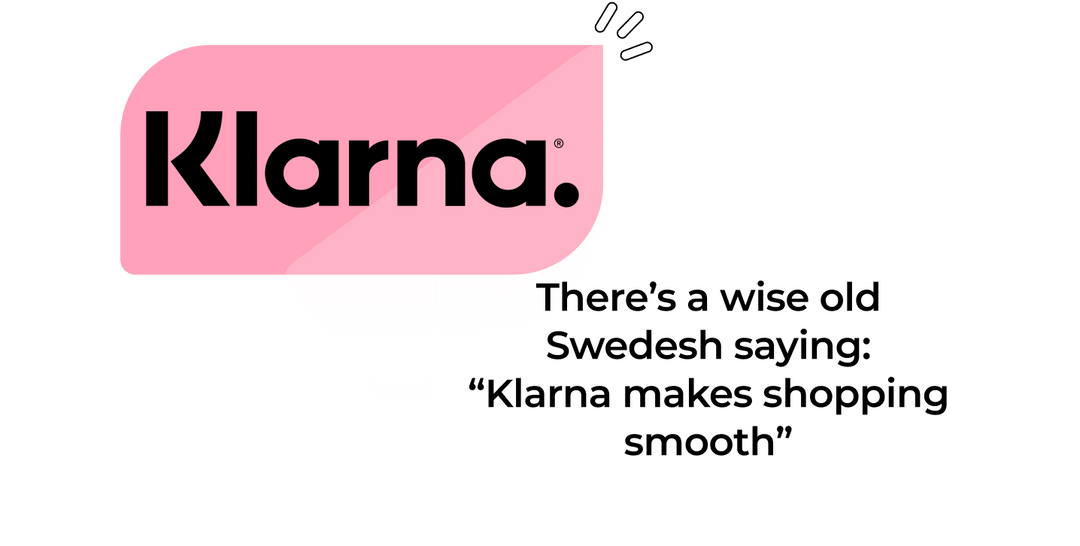 Klarna.®
There’s a wise old
Swedesh saying:
“Klarna makes shopping
smooth”